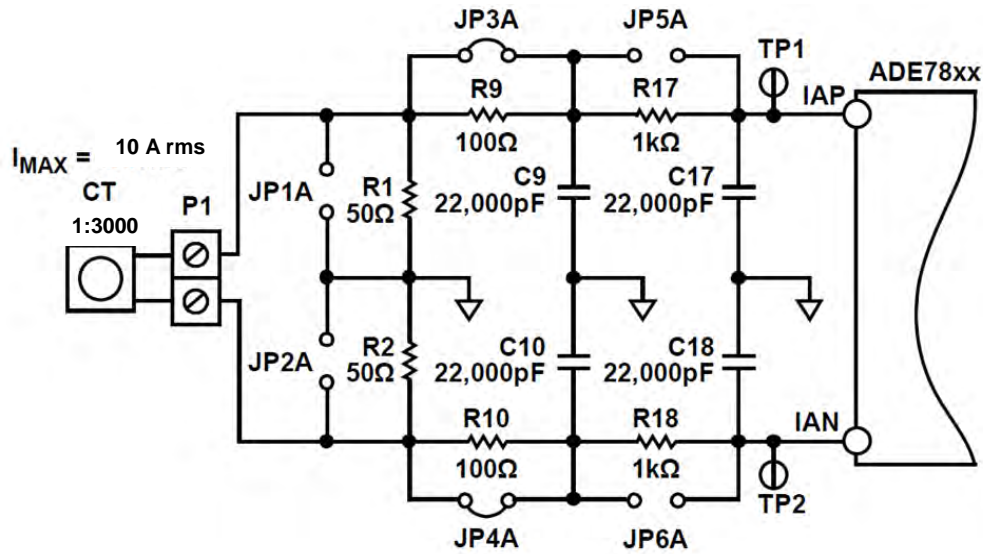 JP3A
JP5A
TP1
ADE78xx
IAP
R9
100Ω
R17
1kΩ
I MAX = 10 A rms
CT
1:3000
P1
JP1A
R1
50Ω
C9
22,000pF
C17
22,000pF
JP2A
R2
50Ω
C10
22,000pF
C18
22,000pF
R10
100Ω
R18
1kΩ
IAN
TP2
JP4A
JP6A